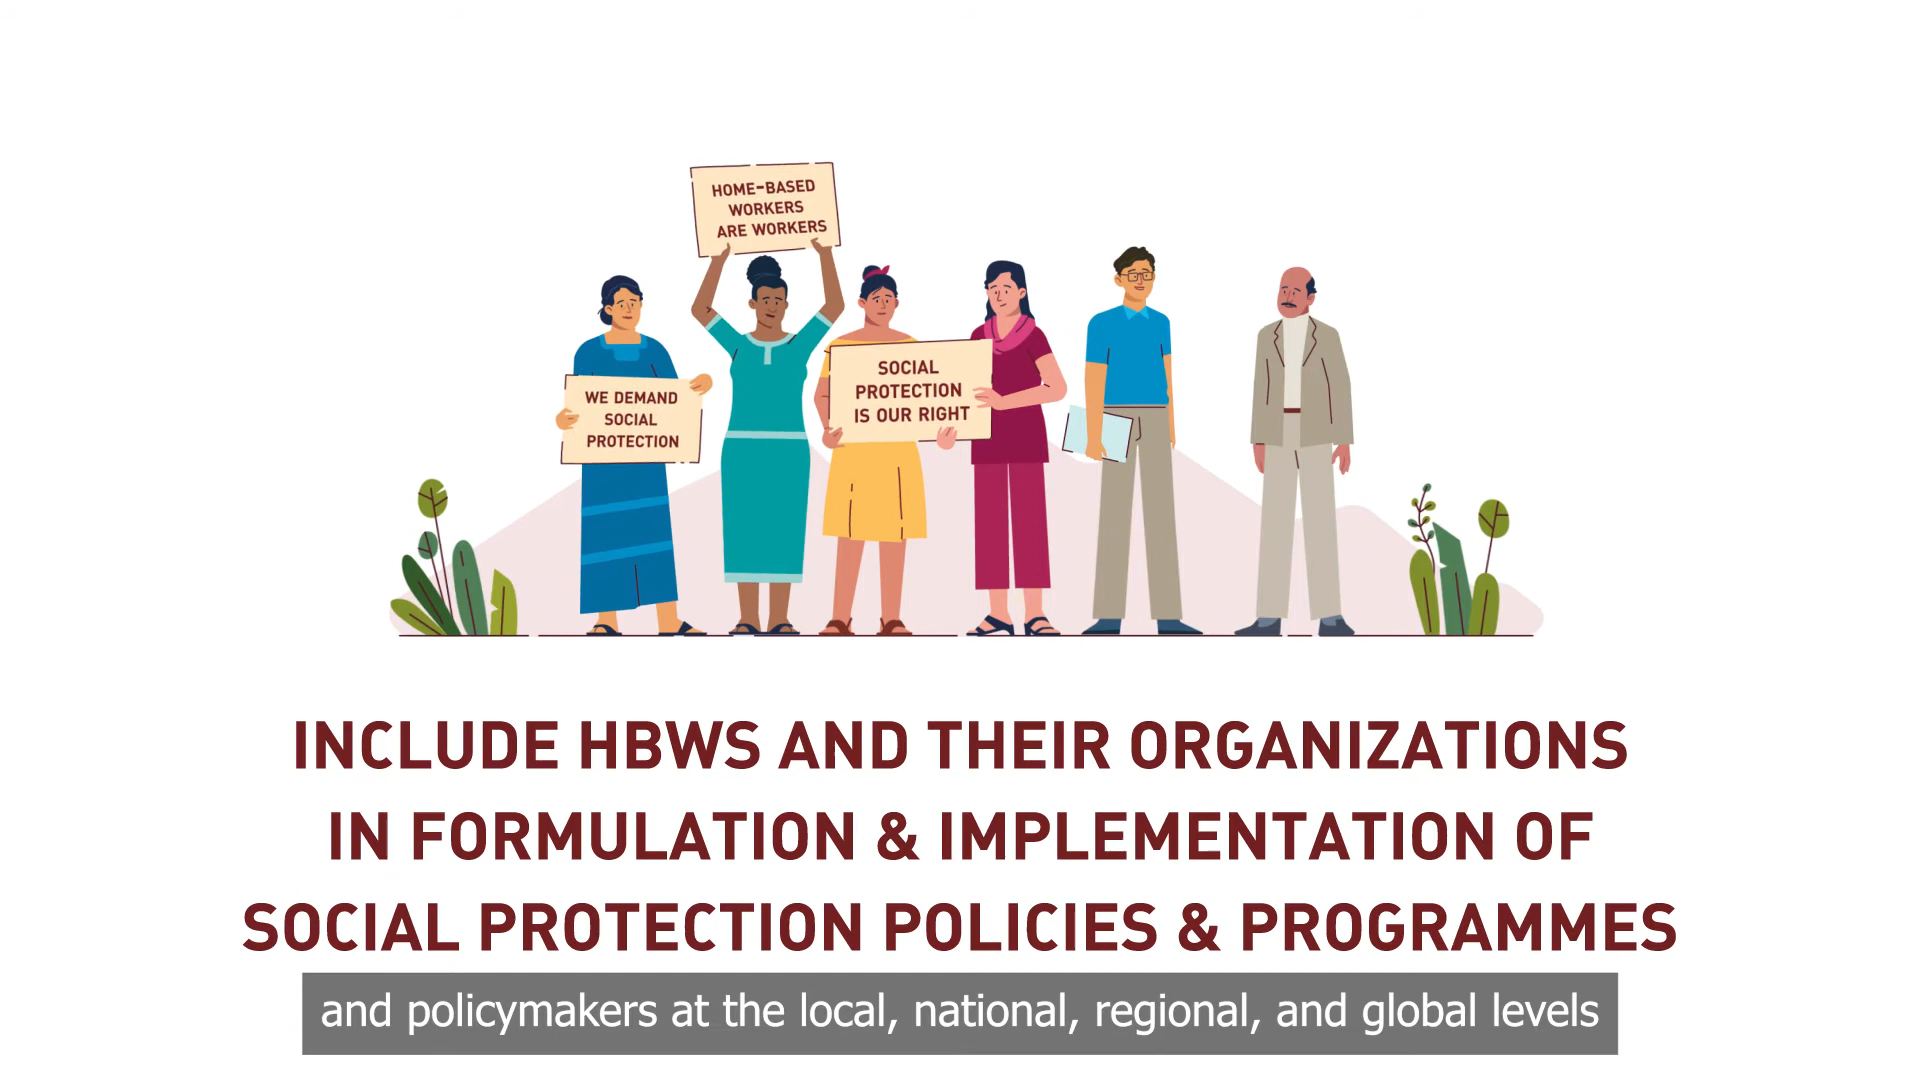 HOME-BASED
WORKERS
ARE WORKERS
WE DEMAND
SOCIAL
PROTECTION
SOCIAL
PROTECTION
IS OUR RIGHT
INCLUDE HBWS AND THEIR ORGANIZATIONS
IN FORMULATION & IMPLEMENTATION OF
SOCIAL PROTECTION POLICIES & PROGRAMMES
and policymakers at the local, national, regional, and global levels